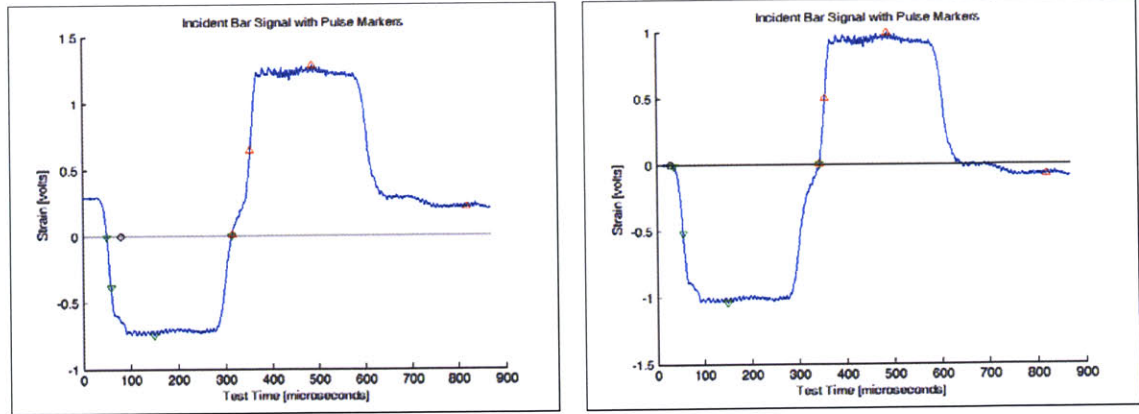 Incident Bar Signal with Pulse Markers
1.5
1
0.5
0
-0.5
-1
Strain [volts]
0 100 200 300 400 500 600 700 800 900
Test Time [microseconds]
Incident Bar Signal with Pulse Markers
1
0.5
0
-0.5
-1
-1.5
Strain [volts]
0 100 200 300 400 500 600 700 800 900
Test Time [microseconds]